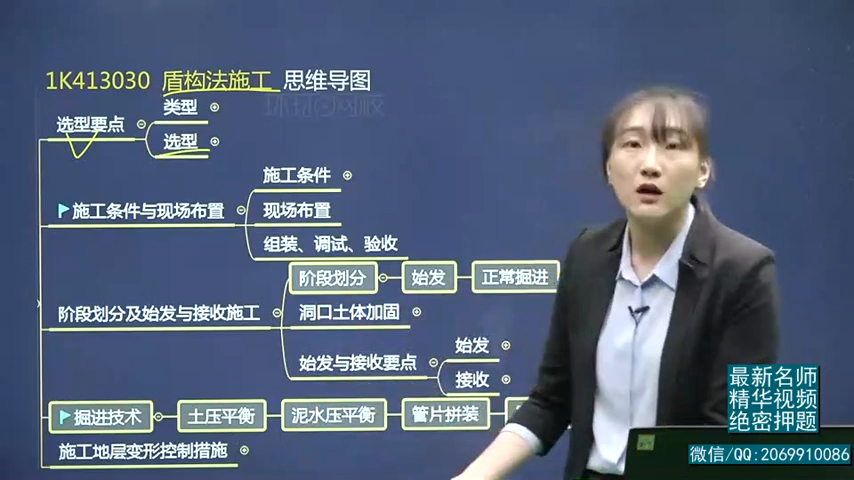 1K413030 盾构法施工 思维导图
环球网校
类型
选型要点
选型
施工条件
施工条件与现场布置
现场布置
组装、调试、验收
阶段划分 始发 正常掘进
阶段划分及始发与接收施工
洞口土体加固
始发与接收要点
始发
接收
掘进技术 土压平衡 泥水压平衡 管片拼装
施工地层变形控制措施
最新名师
精华视频
绝密押题
微信/QQ:2069910086